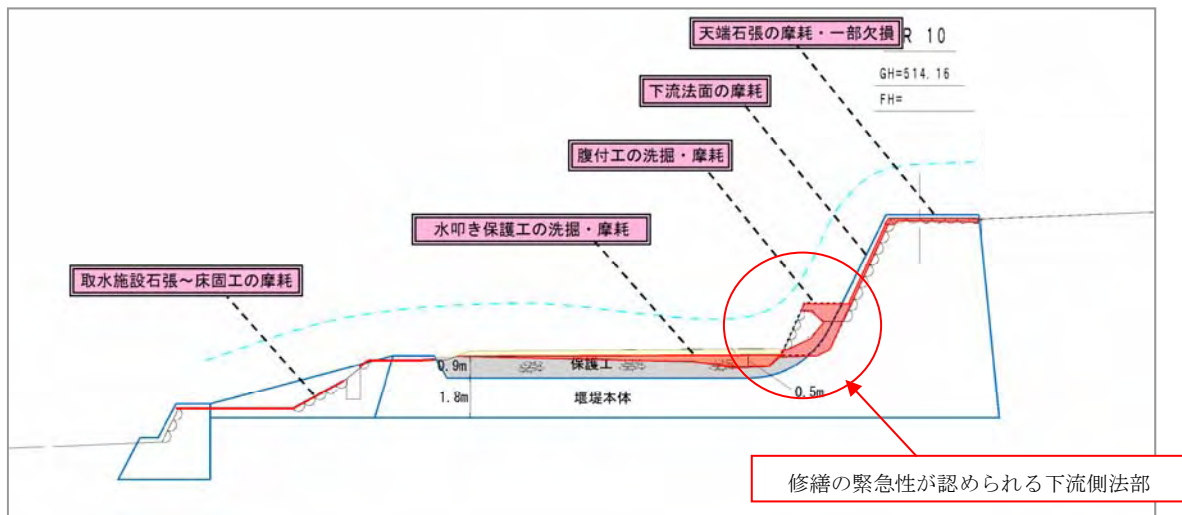 天端石張の摩耗・一部欠損
R 10
GH=514.16
FH=
下流法面の摩耗
腹付工の洗掘・摩耗
水叩き保護工の洗掘・摩耗
取水施設石張～床固工の摩耗
0.9m
保護工
0.5m
1.8m
堰堤本体
修繕の緊急性が認められる下流側法部